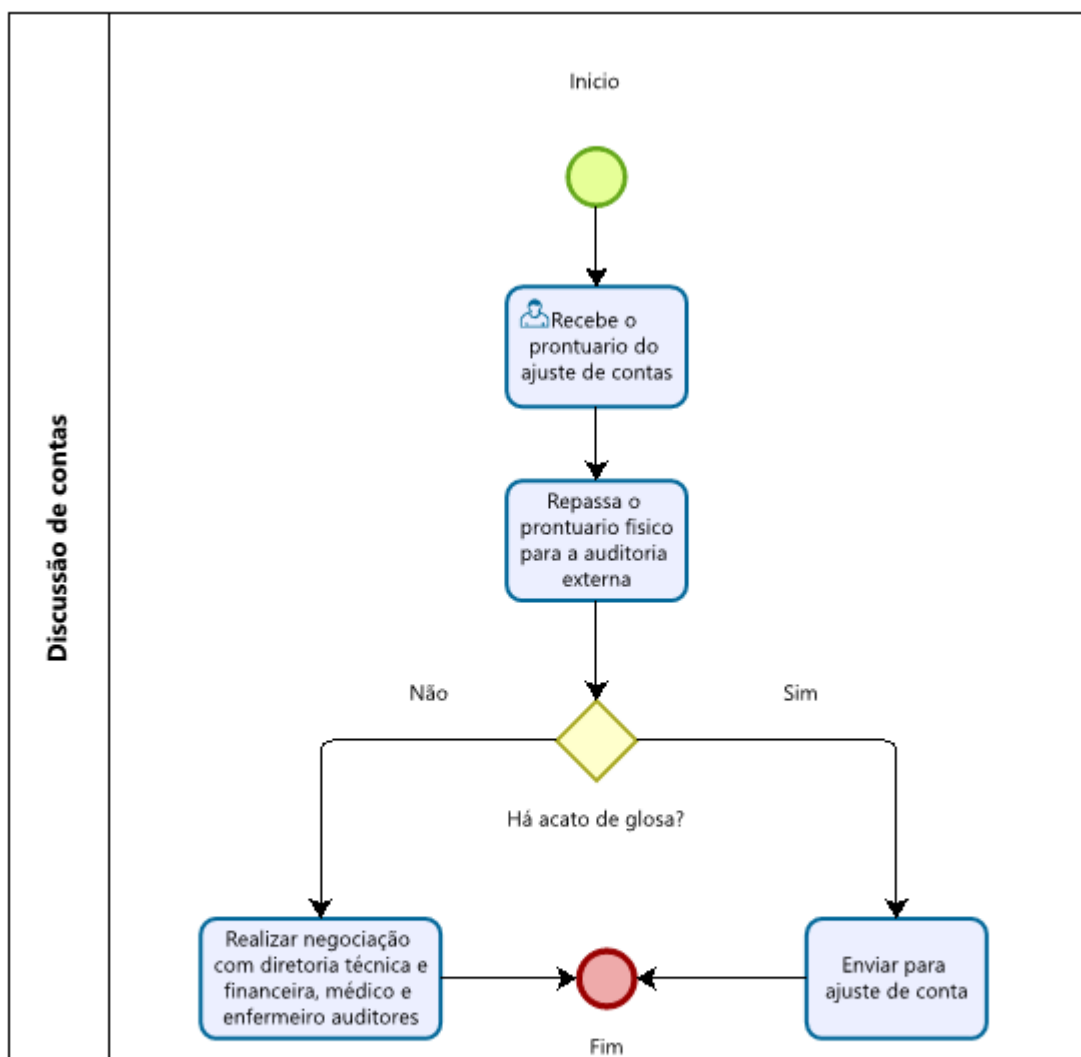 Inicio
Recebe o
prontuario do
ajuste de contas
Repassa o
prontuario fisico
para a auditoria
externa
Discussão de contas
Não
Sim
Há acato de glosa?
Realizar negociação
com diretoria técnica e
financeira, médico e
enfermeiro auditores
Enviar para
ajuste de conta
Fim